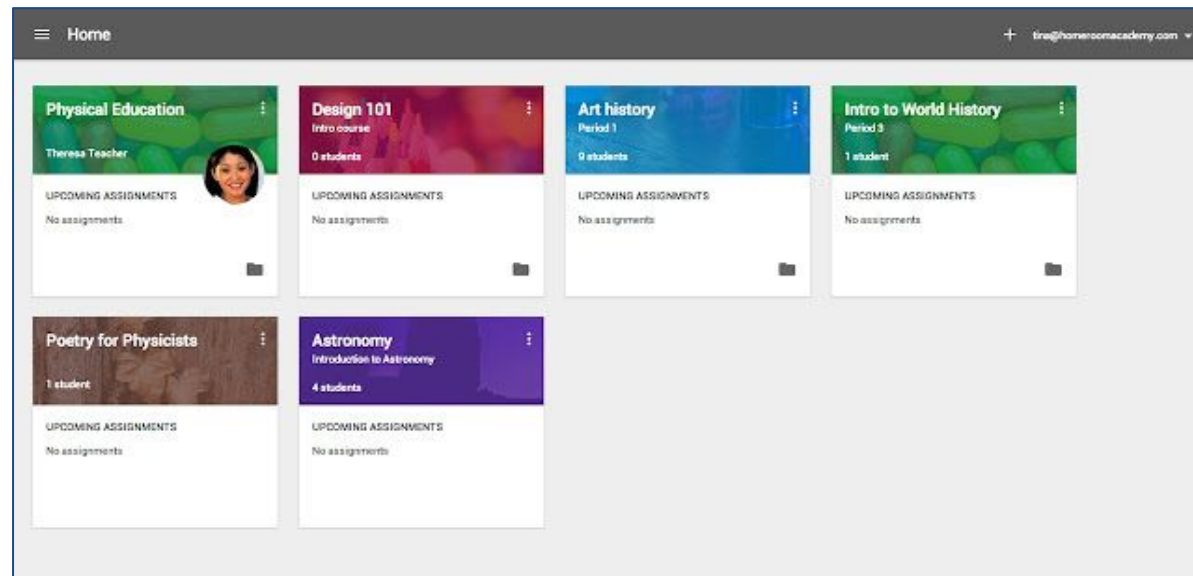 Home
+ tina@homeroomacademy.com
Physical Education
Theresa Teacher
UPCOMING ASSIGNMENTS
No assignments
Design 101
Intro course
0 students
UPCOMING ASSIGNMENTS
No assignments
Art history
Period 1
9 students
UPCOMING ASSIGNMENTS
No assignments
Intro to World History
Period 3
1 student
UPCOMING ASSIGNMENTS
No assignments
Poetry for Physicists
1 student
UPCOMING ASSIGNMENTS
No assignments
Astronomy
Introduction to Astronomy
4 students
UPCOMING ASSIGNMENTS
No assignments